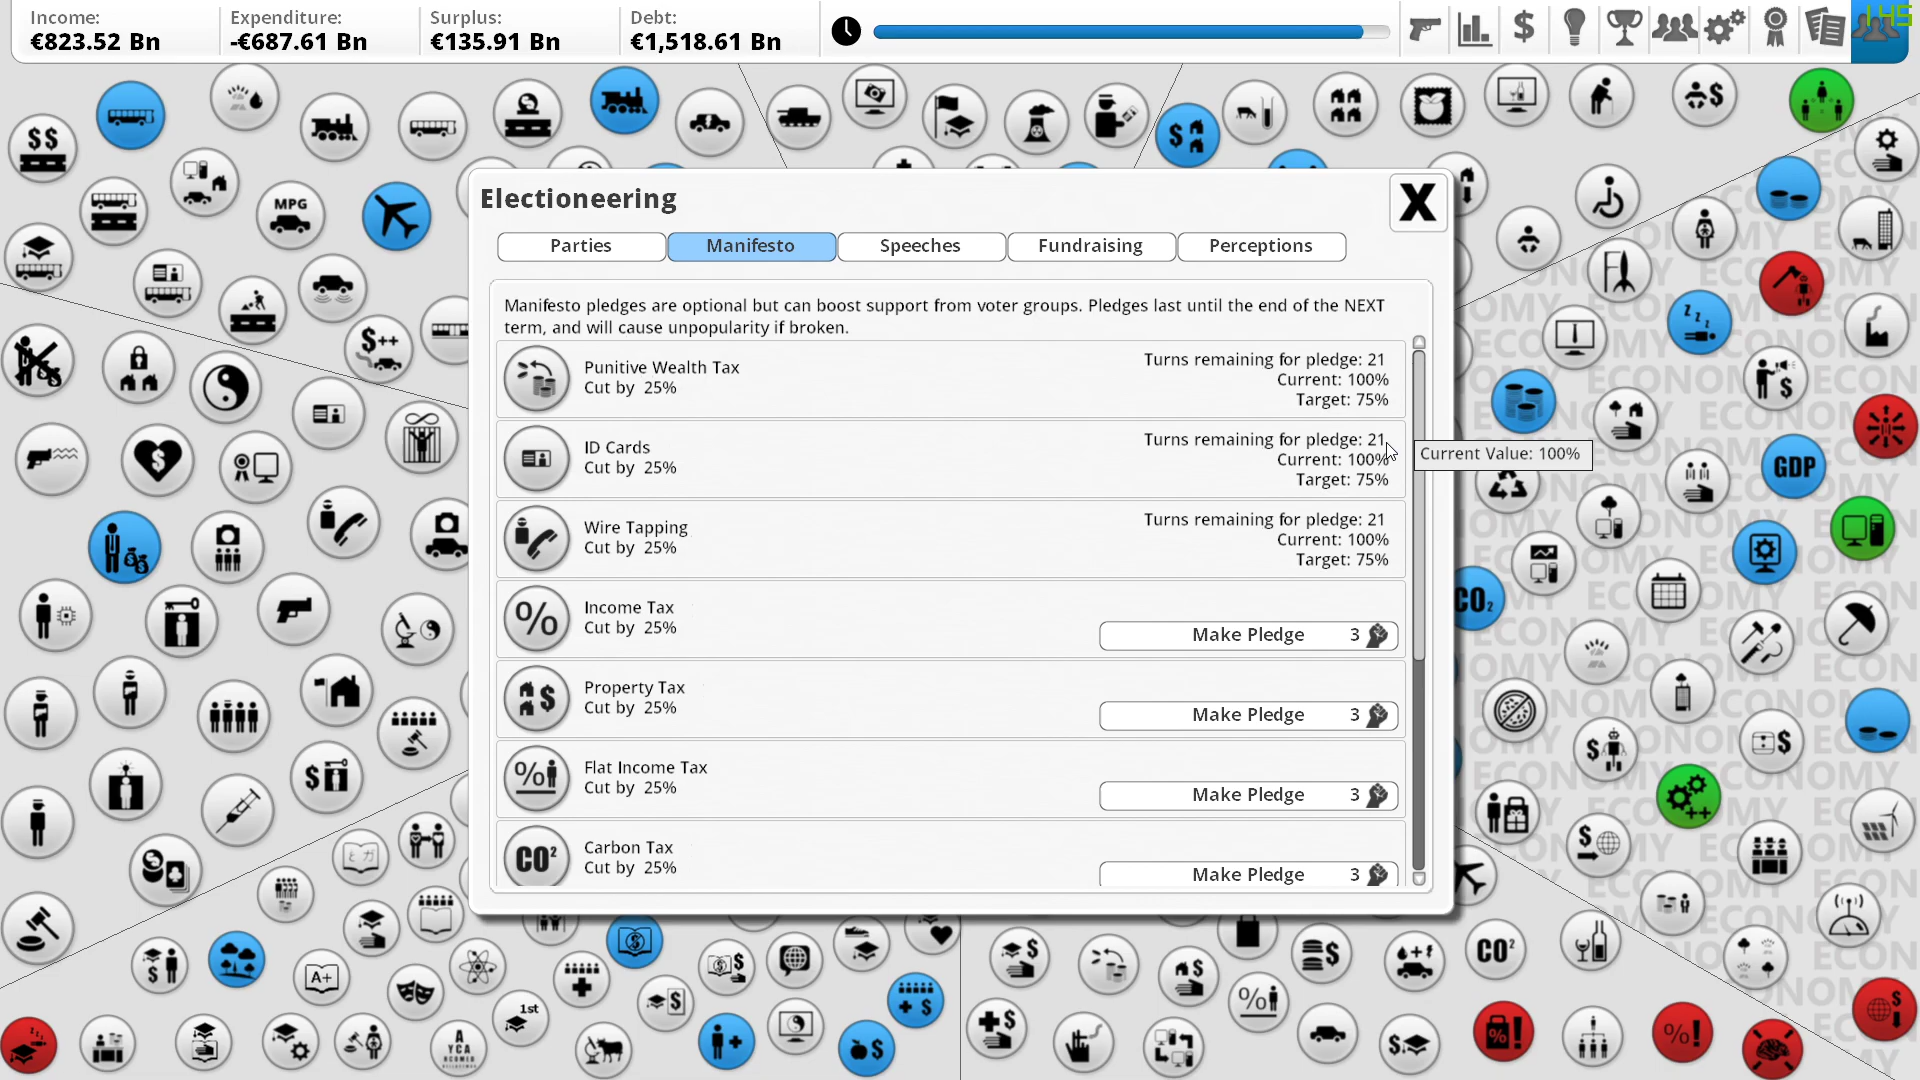 Income:
€823.52 Bn
Expenditure:
-€687.61 Bn
Surplus:
€135.91 Bn
Debt:
€1,518.61 Bn
145
Electioneering
X
Parties
Manifesto
Speeches
Fundraising
Perceptions
Manifesto pledges are optional but can boost support from voter groups. Pledges last until the end of the NEXT
term, and will cause unpopularity if broken.
Punitive Wealth Tax
Cut by 25%
Turns remaining for pledge: 21
Current: 100%
Target: 75%
ID Cards
Cut by 25%
Turns remaining for pledge: 21
Current: 100%
Target: 75%
Current Value: 100%
Wire Tapping
Cut by 25%
Turns remaining for pledge: 21
Current: 100%
Target: 75%
Income Tax
Cut by 25%
Make Pledge 3
Property Tax
Cut by 25%
Make Pledge 3
Flat Income Tax
Cut by 25%
Make Pledge 3
CO²
Carbon Tax
Cut by 25%
Make Pledge 3
MPG
GDP
CO₂
CO²
A+
1st
ECONOMY